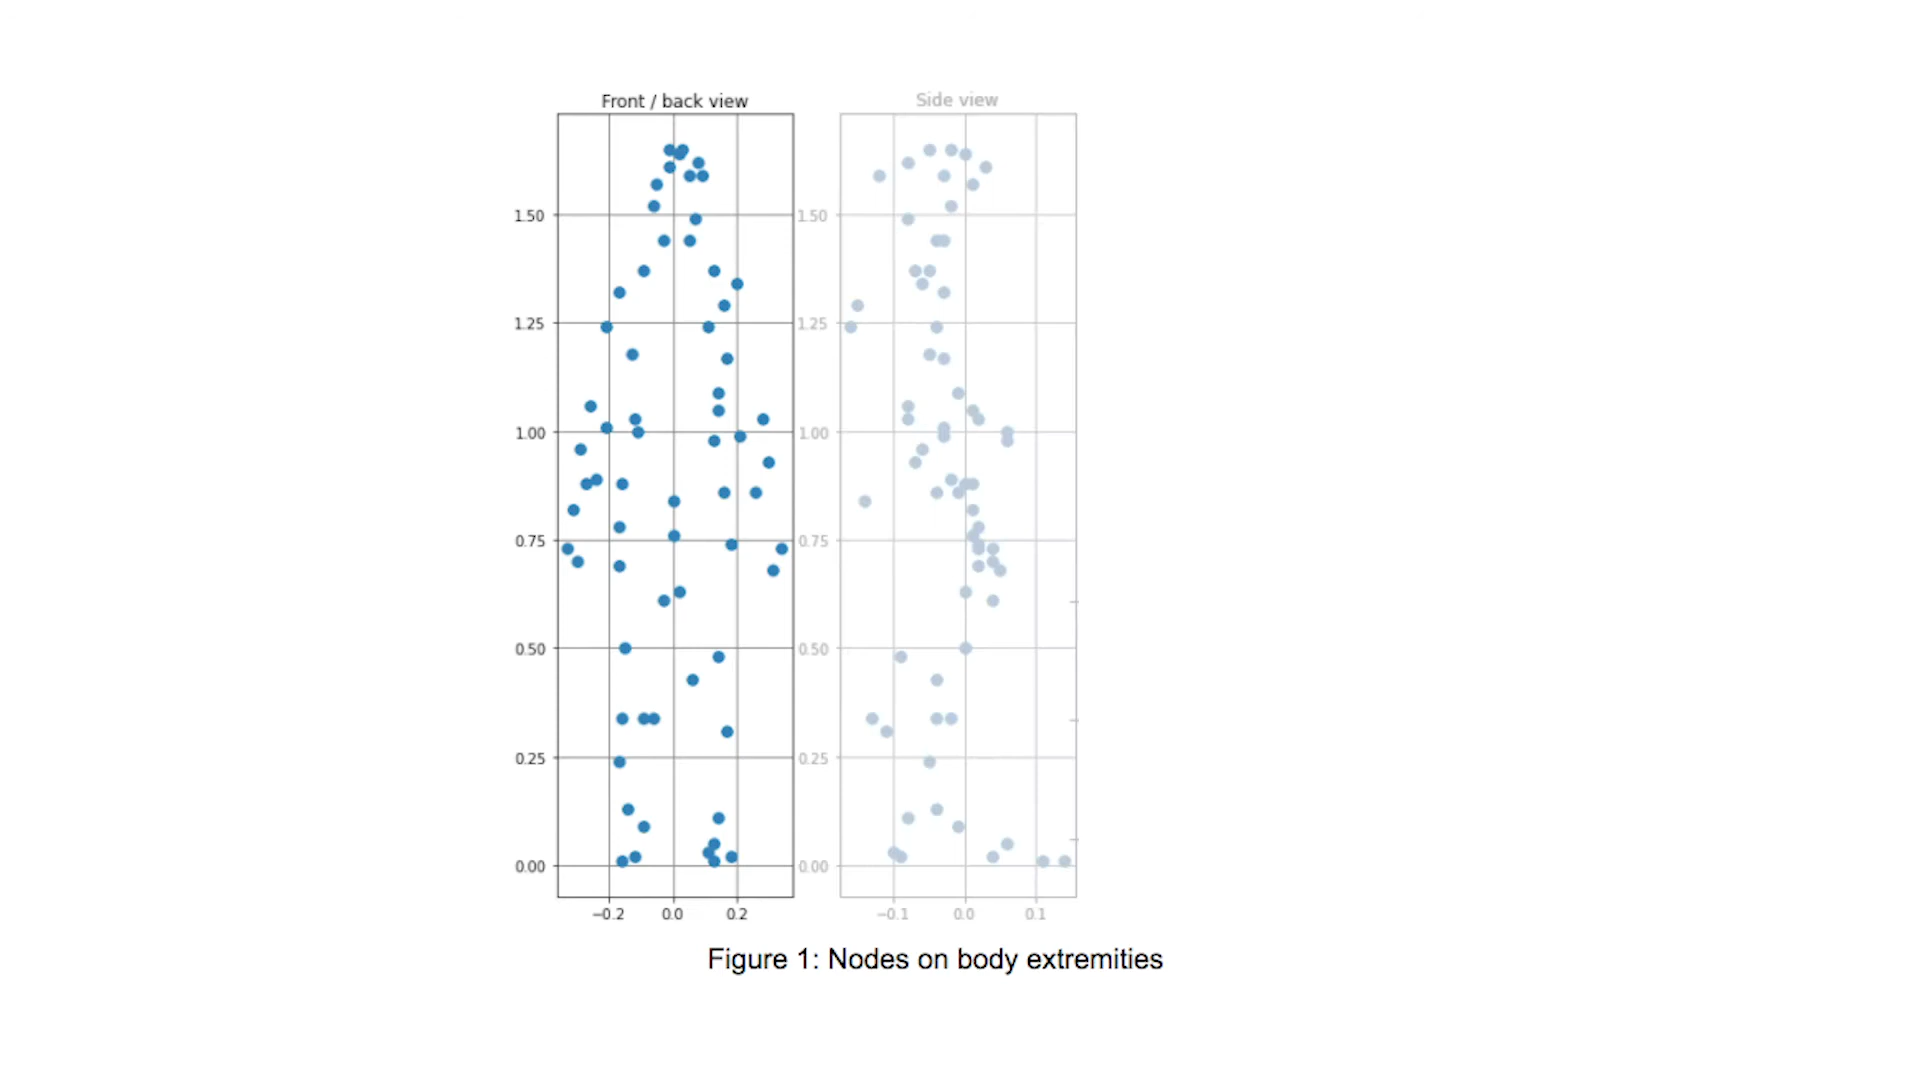 Front / back view
Side view
1.50
1.25
1.00
0.75
0.50
0.25
0.00
−0.2 0.0 0.2
1.50
1.25
1.00
0.75
0.50
0.25
0.00
−0.1 0.0 0.1
Figure 1: Nodes on body extremities